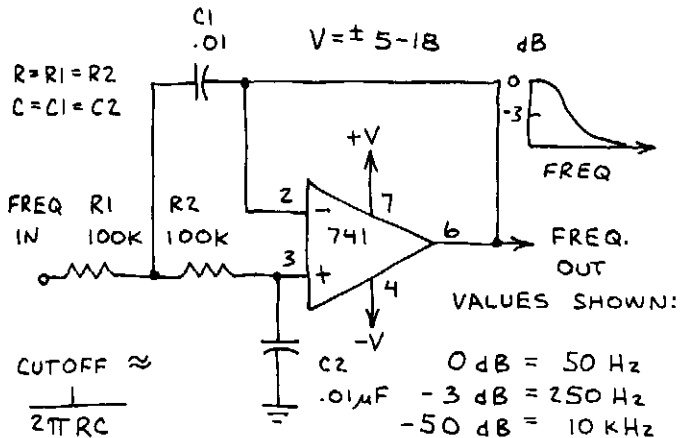 C1
.01
V = ± 5-18
dB
0
-3
FREQ
R = R1 = R2
C = C1 = C2
+V
2
-
7
FREQ IN
R1
100K
R2
100K
3
+
741
6
4
-V
FREQ. OUT
VALUES SHOWN:
0 dB = 50 Hz
-3 dB = 250 Hz
-50 dB = 10 KHz
C2
.01µF
CUTOFF ≈
1
2π RC